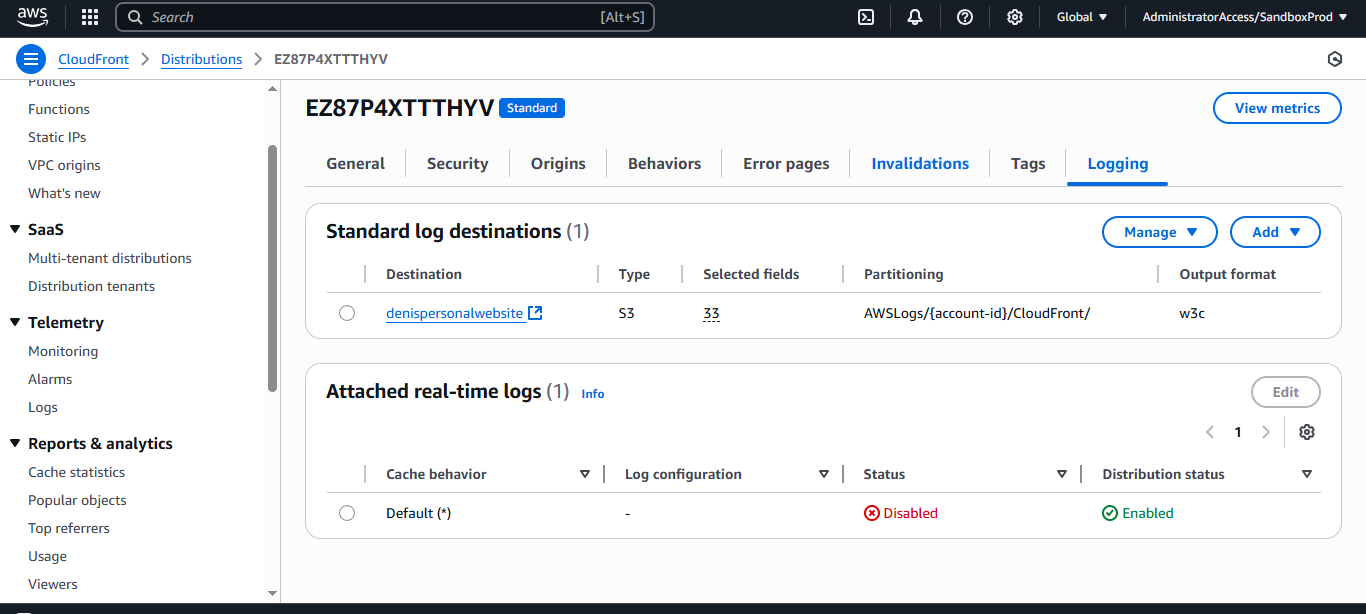 aws
Search [Alt+S]
Global
AdministratorAccess/SandboxProd
CloudFront
Distributions
EZ87P4XTTTHYV
Policies
Functions
Static IPs
VPC origins
What's new
SaaS
Multi-tenant distributions
Distribution tenants
Telemetry
Monitoring
Alarms
Logs
Reports & analytics
Cache statistics
Popular objects
Top referrers
Usage
Viewers
EZ87P4XTTTHYV Standard
View metrics
General Security Origins Behaviors Error pages Invalidations Tags Logging
Standard log destinations (1)
Manage Add
Destination Type Selected fields Partitioning Output format
denispersonalwebsite S3 33 AWSLogs/{account-id}/CloudFront/ w3c
Attached real-time logs (1) Info
Edit
1
Cache behavior Log configuration Status Distribution status
Default (*) - Disabled Enabled